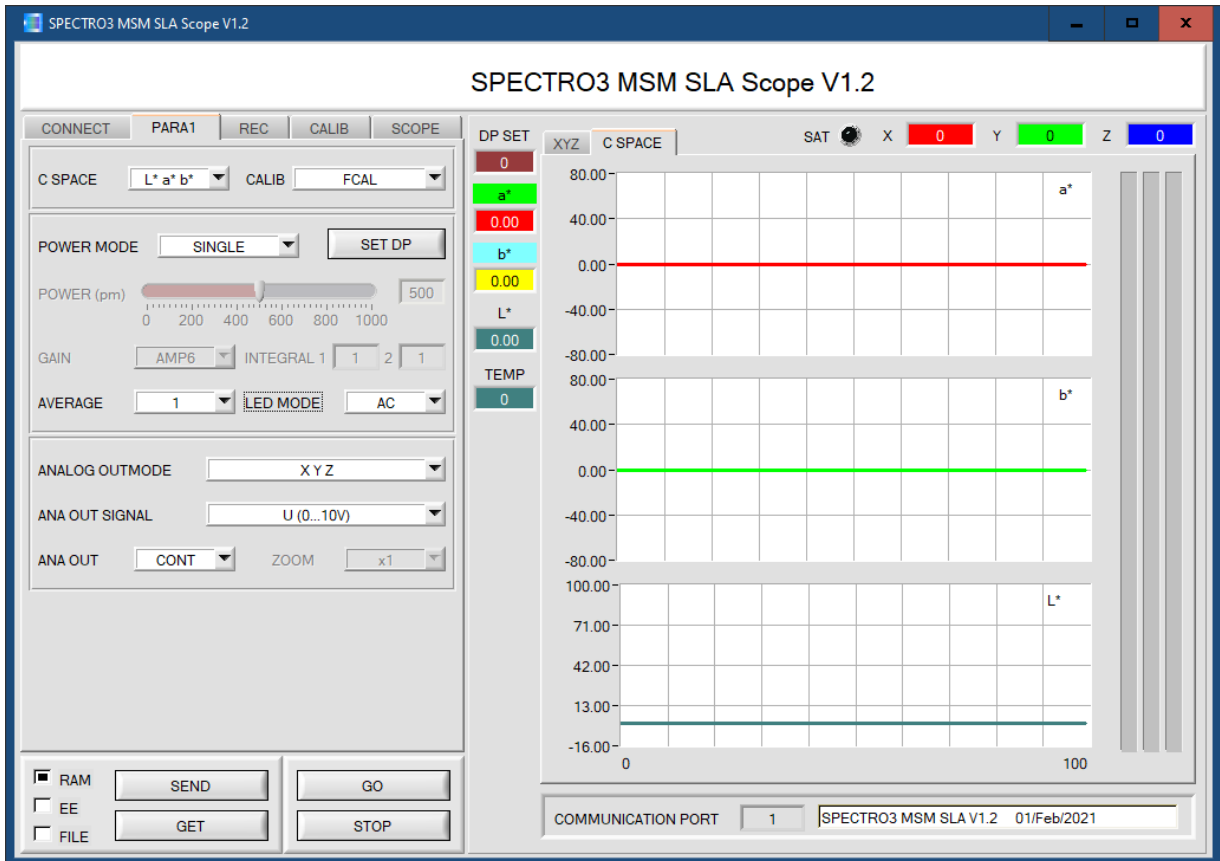 SPECTRO3 MSM SLA Scope V1.2
SPECTRO3 MSM SLA Scope V1.2
CONNECT PARA1 REC CALIB SCOPE
C SPACE L* a* b* CALIB FCAL
POWER MODE SINGLE SET DP
POWER (pm) 500
0 200 400 600 800 1000
GAIN AMP6 INTEGRAL 1 1 2 1
AVERAGE 1 LED MODE AC
ANALOG OUTMODE X Y Z
ANA OUT SIGNAL U (0...10V)
ANA OUT CONT ZOOM x1
RAM
EE
FILE
SEND
GET
GO
STOP
DP SET
0
a*
0.00
b*
0.00
L*
0.00
TEMP
0
XYZ C SPACE SAT X 0 Y 0 Z 0
80.00
40.00
0.00
-40.00
-80.00
a*
80.00
40.00
0.00
-40.00
-80.00
b*
100.00
71.00
42.00
13.00
-16.00
L*
0 100
COMMUNICATION PORT 1 SPECTRO3 MSM SLA V1.2 01/Feb/2021